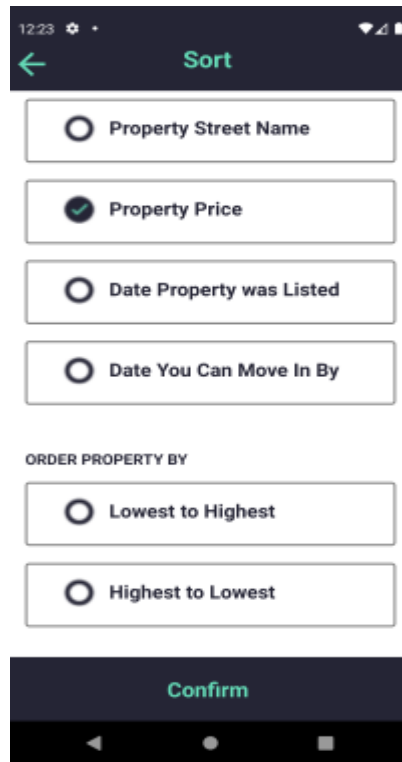 12:23
Sort
Property Street Name
Property Price
Date Property was Listed
Date You Can Move In By
ORDER PROPERTY BY
Lowest to Highest
Highest to Lowest
Confirm